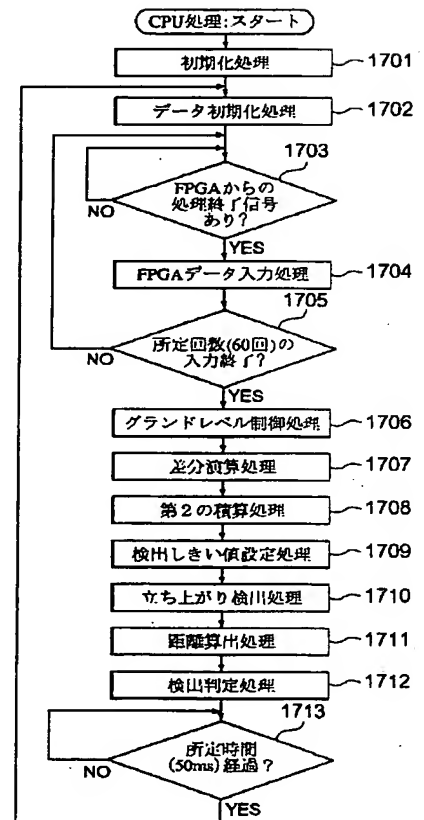 CPU処理:スタート
初期化処理
1701
データ初期化処理
1702
1703
FPGAからの
処理終了信号
あり?
NO
YES
FPGAデータ入力処理
1704
1705
所定回数(60回)の
入力終了?
NO
YES
グランドレベル制御処理
1706
差分演算処理
1707
第2の積算処理
1708
検出しきい値設定処理
1709
立ち上がり検出処理
1710
距離算出処理
1711
検出判定処理
1712
1713
所定時間
(50ms)経過?
NO
YES